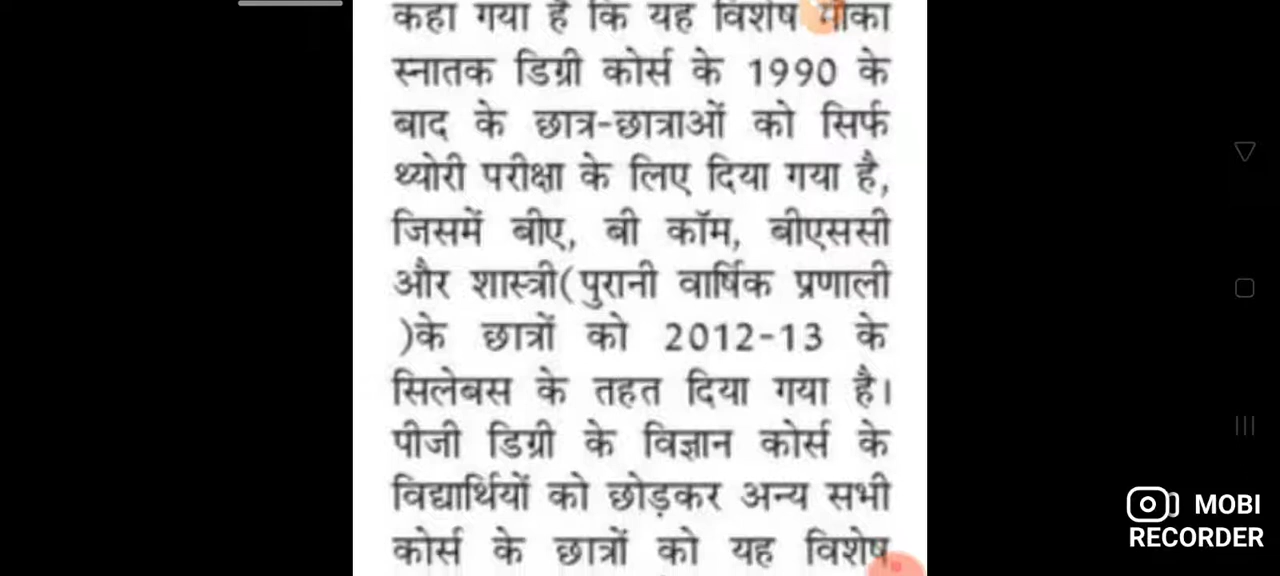 कहा गया है कि यह विशेष मौका
स्नातक डिग्री कोर्स के 1990 के
बाद के छात्र-छात्राओं को सिर्फ
थ्योरी परीक्षा के लिए दिया गया है,
जिसमें बीए, बी कॉम, बीएससी
और शास्त्री(पुरानी वार्षिक प्रणाली
)के छात्रों को 2012-13 के
सिलेबस के तहत दिया गया है।
पीजी डिग्री के विज्ञान कोर्स के
विद्यार्थियों को छोड़कर अन्य सभी
कोर्स के छात्रों को यह विशेष
MOBI
RECORDER